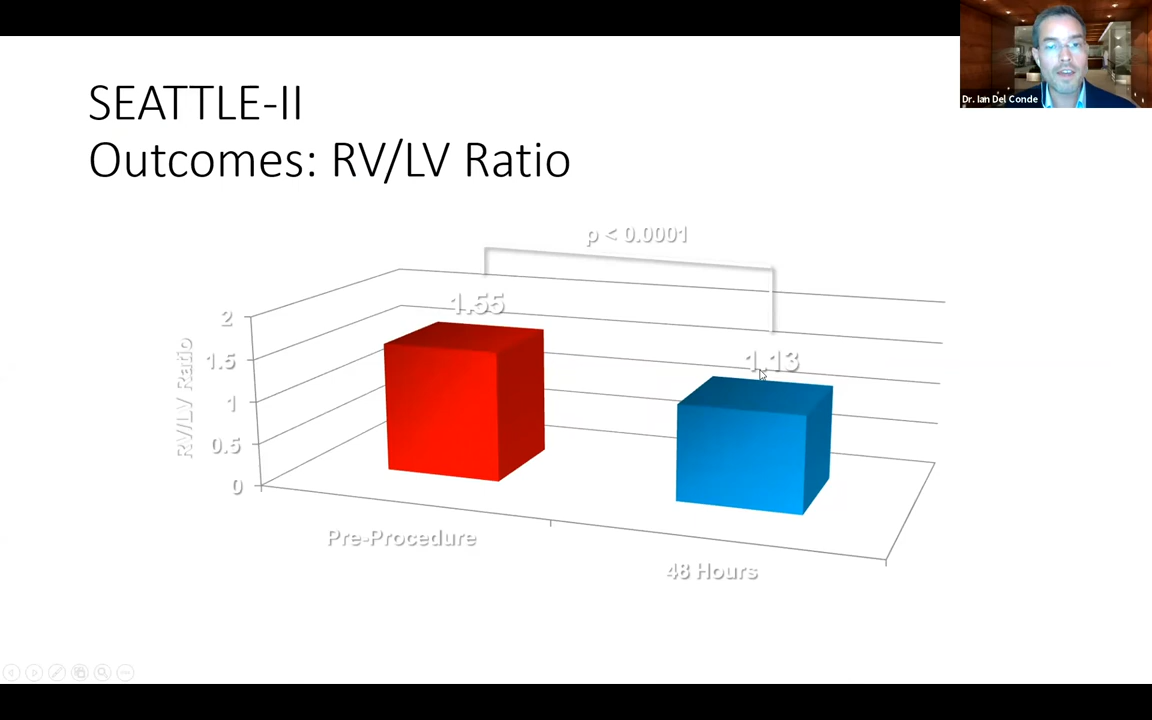 Dr. Ian Del Conde
SEATTLE-II
Outcomes: RV/LV Ratio
p < 0.0001
1.55
1.13
2
1.5
1
0.5
0
RV/LV Ratio
Pre-Procedure
48 Hours